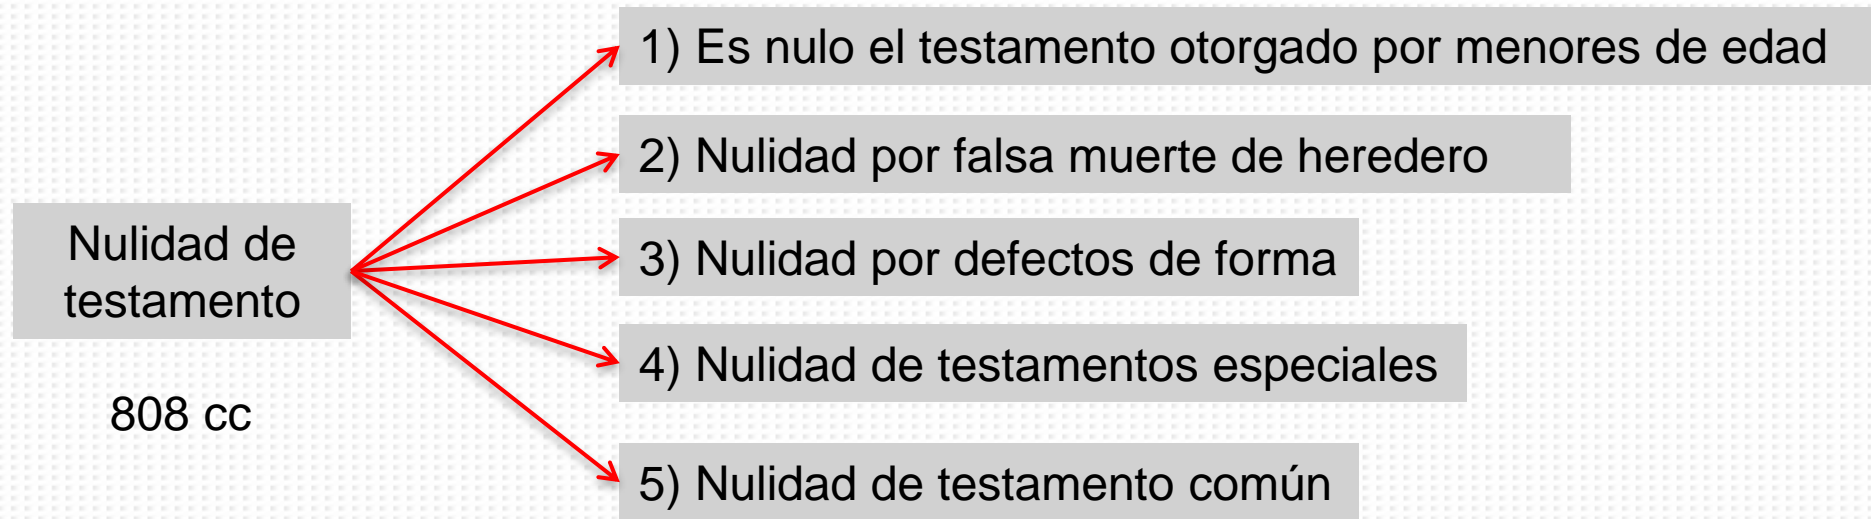 1) Es nulo el testamento otorgado por menores de edad
2) Nulidad por falsa muerte de heredero
Nulidad de
testamento
3) Nulidad por defectos de forma
4) Nulidad de testamentos especiales
808 cc
5) Nulidad de testamento común